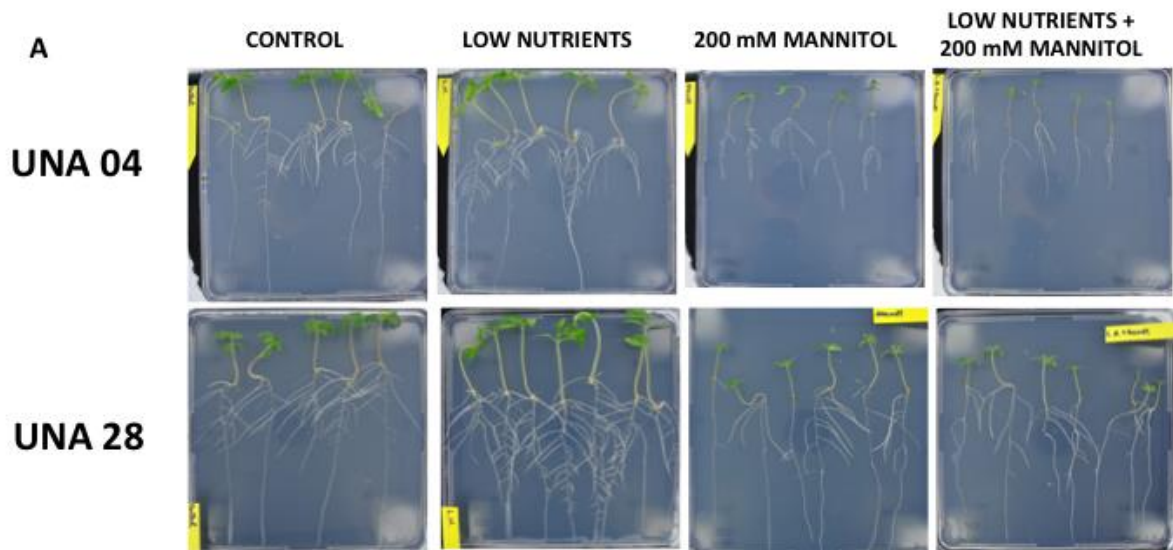 A
CONTROL
LOW NUTRIENTS
200 mM MANNITOL
LOW NUTRIENTS +
200 mM MANNITOL
UNA 04
UNA 28